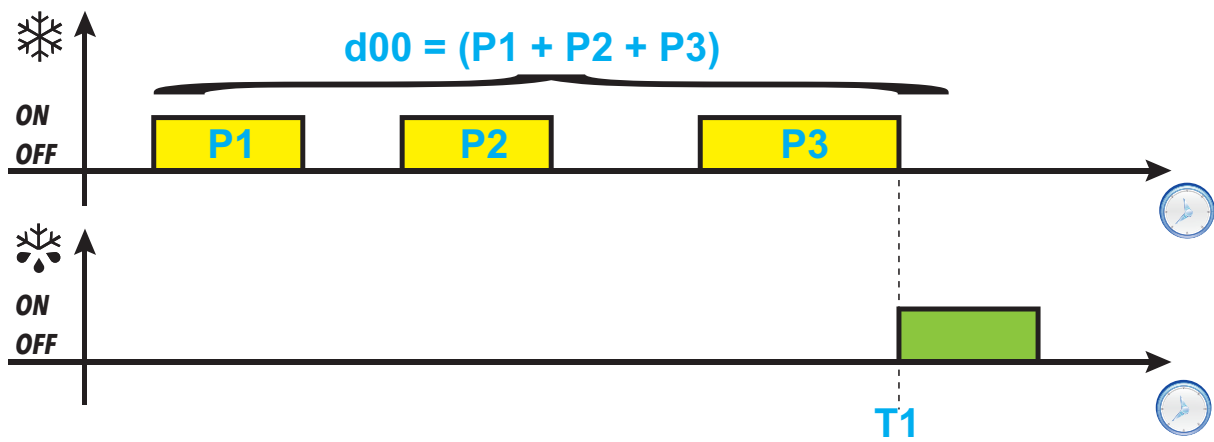 d00 = (P1 + P2 + P3)
ON
OFF
P1 P2 P3
ON
OFF
T1